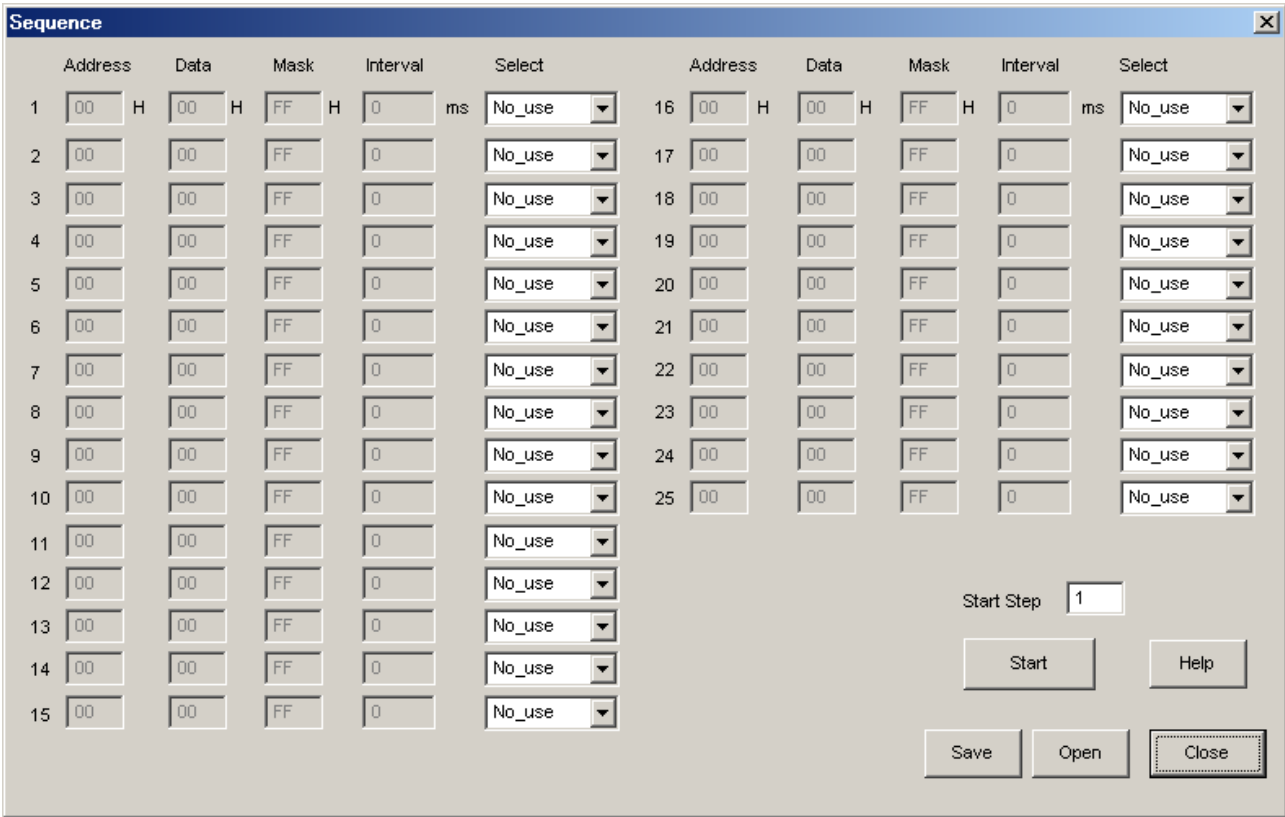 Sequence
Address Data Mask Interval Select Address Data Mask Interval Select
1 00 H 00 H FF H 0 ms No_use 16 00 H 00 H FF H 0 ms No_use
2 00 00 FF 0 No_use 17 00 00 FF 0 No_use
3 00 00 FF 0 No_use 18 00 00 FF 0 No_use
4 00 00 FF 0 No_use 19 00 00 FF 0 No_use
5 00 00 FF 0 No_use 20 00 00 FF 0 No_use
6 00 00 FF 0 No_use 21 00 00 FF 0 No_use
7 00 00 FF 0 No_use 22 00 00 FF 0 No_use
8 00 00 FF 0 No_use 23 00 00 FF 0 No_use
9 00 00 FF 0 No_use 24 00 00 FF 0 No_use
10 00 00 FF 0 No_use 25 00 00 FF 0 No_use
11 00 00 FF 0 No_use
12 00 00 FF 0 No_use
13 00 00 FF 0 No_use
14 00 00 FF 0 No_use
15 00 00 FF 0 No_use
Start Step 1
Start Help
Save Open Close